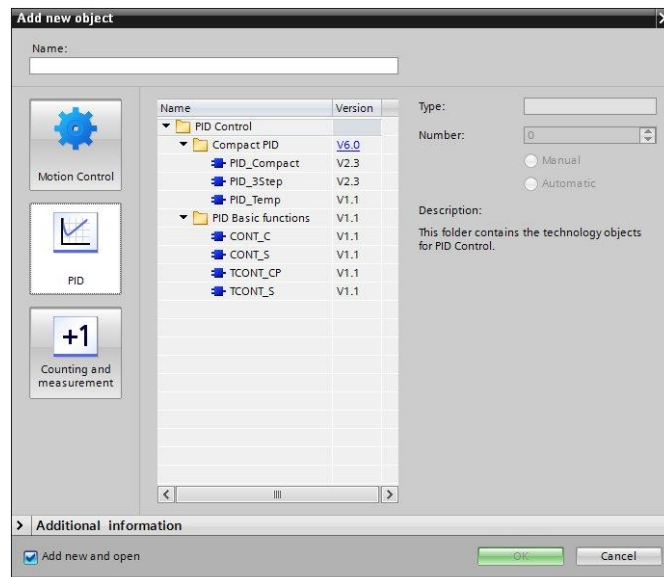 Add new object
Name:
Motion Control
PID
+1
Counting and
measurement
Name Version
PID Control
Compact PID V6.0
PID_Compact V2.3
PID_3Step V2.3
PID_Temp V1.1
PID Basic functions V1.1
CONT_C V1.1
CONT_S V1.1
TCONT_CP V1.1
TCONT_S V1.1
Type:
Number: 0
Manual
Automatic
Description:
This folder contains the technology objects
for PID Control.
Additional information
Add new and open
OK Cancel